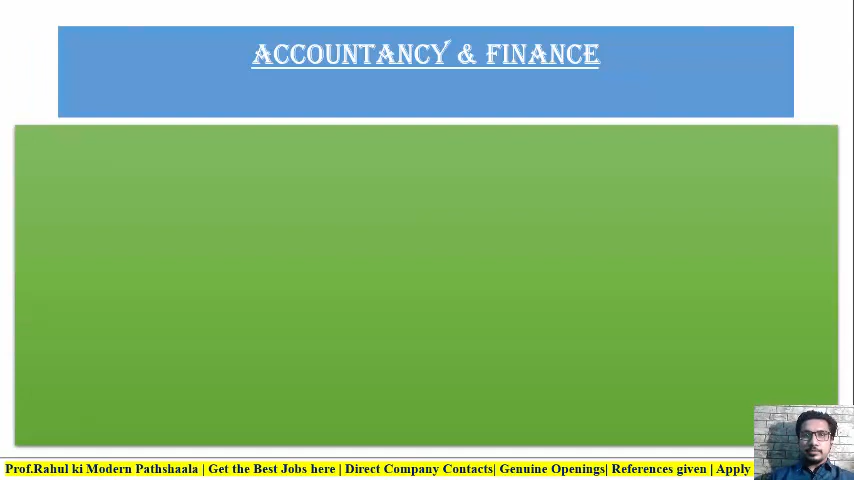 ACCOUNTANCY & FINANCE
Prof.Rahul ki Modern Pathshaala | Get the Best Jobs here | Direct Company Contacts| Genuine Openings| References given | Apply